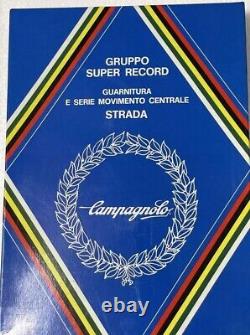 GRUPPO
SUPER RECORD
GUARNITURA
E SERIE MOVIMENTO CENTRALE
STRADA
Campagnolo